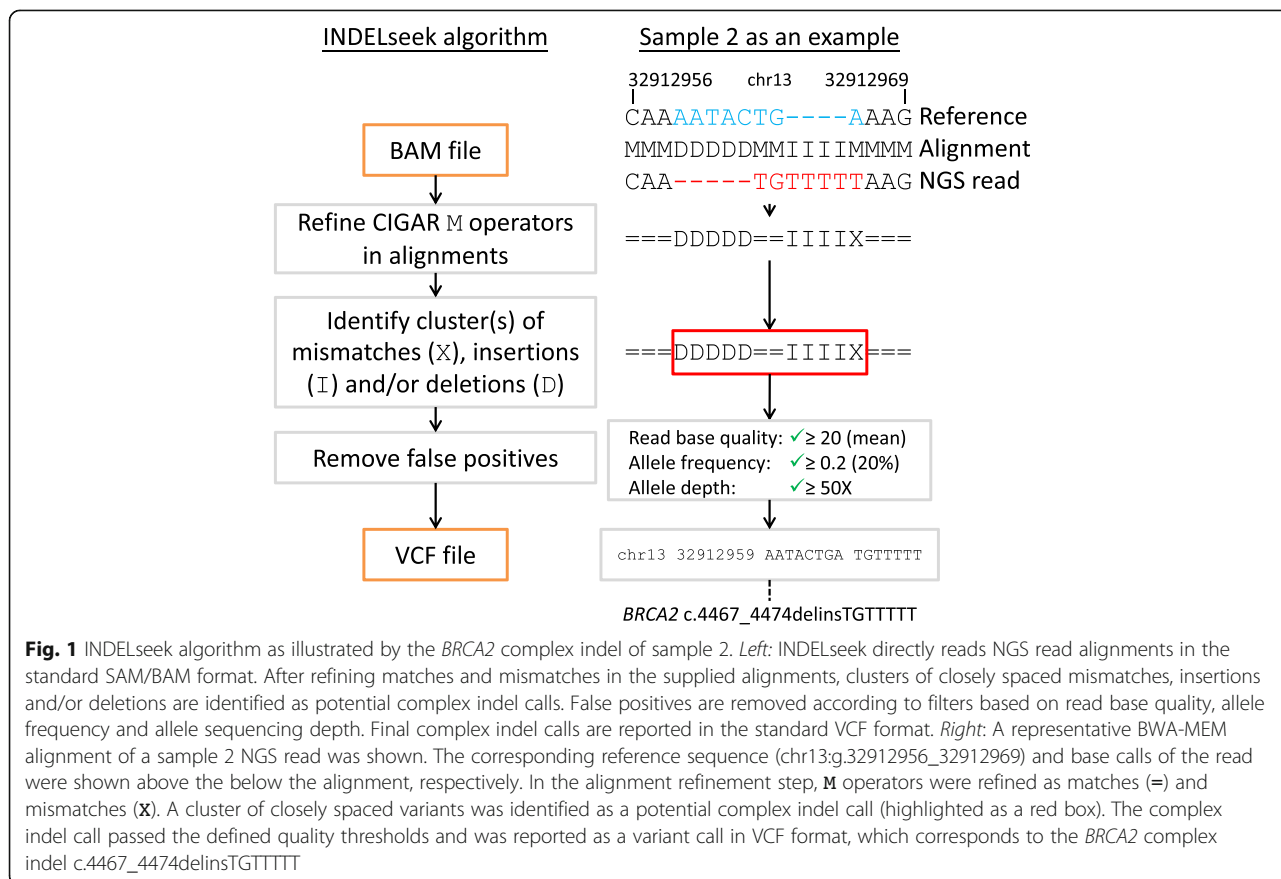 INDELseek algorithm
BAM file
Refine CIGAR M operators
in alignments
Identify cluster(s) of
mismatches (X), insertions
(I) and/or deletions (D)
Remove false positives
VCF file
Sample 2 as an example
32912956 chr13 32912969
CAAAATACTG----AAAG Reference
MMMDDDDDMMIIIIMMMM Alignment
CAA-----TGTTTTTAAG NGS read
===DDDDD==IIIIX===
===DDDDD==IIIIX===
Read base quality: ✓≥ 20 (mean)
Allele frequency: ✓≥ 0.2 (20%)
Allele depth: ✓≥ 50X
chr13 32912959 AATACTGA TGTTTTT
BRCA2 c.4467_4474delinsTGTTTTT
Fig. 1 INDELseek algorithm as illustrated by the BRCA2 complex indel of sample 2. Left: INDELseek directly reads NGS read alignments in the
standard SAM/BAM format. After refining matches and mismatches in the supplied alignments, clusters of closely spaced mismatches, insertions
and/or deletions are identified as potential complex indel calls. False positives are removed according to filters based on read base quality, allele
frequency and allele sequencing depth. Final complex indel calls are reported in the standard VCF format. Right: A representative BWA-MEM
alignment of a sample 2 NGS read was shown. The corresponding reference sequence (chr13:g.32912956_32912969) and base calls of the read
were shown above the below the alignment, respectively. In the alignment refinement step, M operators were refined as matches (=) and
mismatches (X). A cluster of closely spaced variants was identified as a potential complex indel call (highlighted as a red box). The complex
indel call passed the defined quality thresholds and was reported as a variant call in VCF format, which corresponds to the BRCA2 complex
indel c.4467_4474delinsTGTTTTT